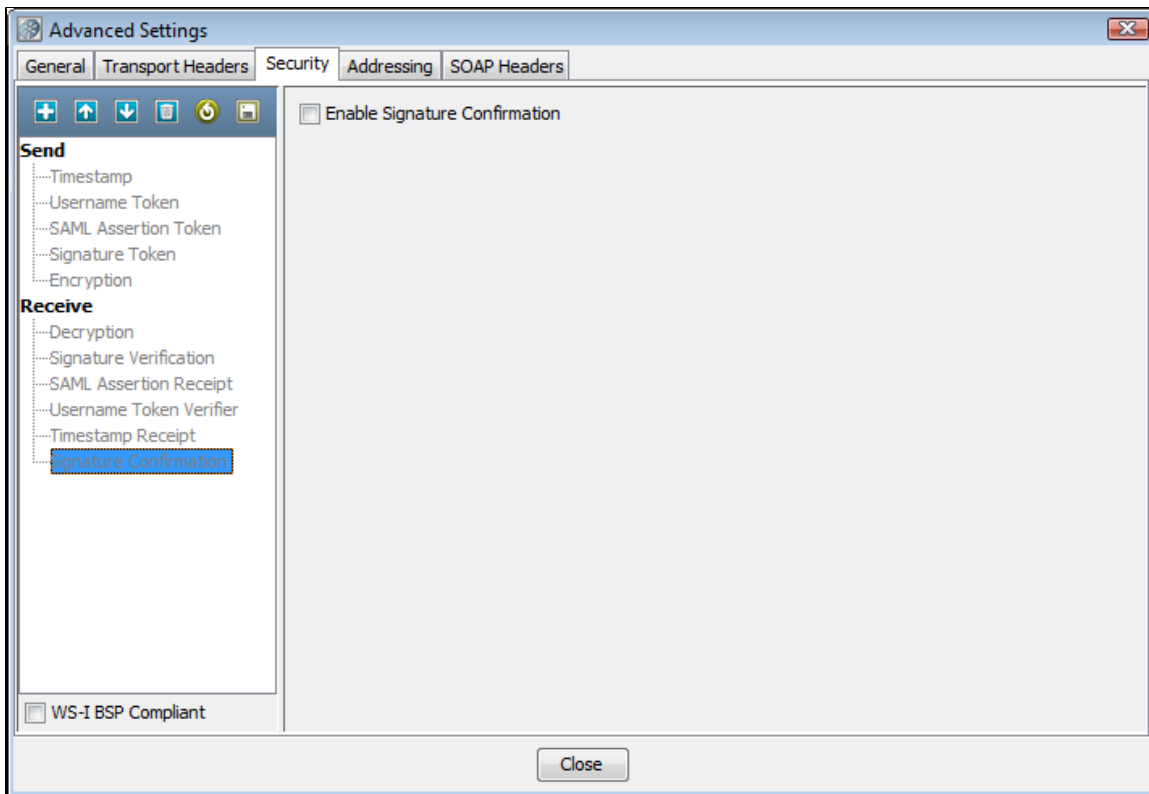 Advanced Settings
General Transport Headers Security Addressing SOAP Headers
Enable Signature Confirmation
Send
Timestamp
Username Token
SAML Assertion Token
Signature Token
Encryption
Receive
Decryption
Signature Verification
SAML Assertion Receipt
Username Token Verifier
Timestamp Receipt
Signature Confirmation
WS-I BSP Compliant
Close